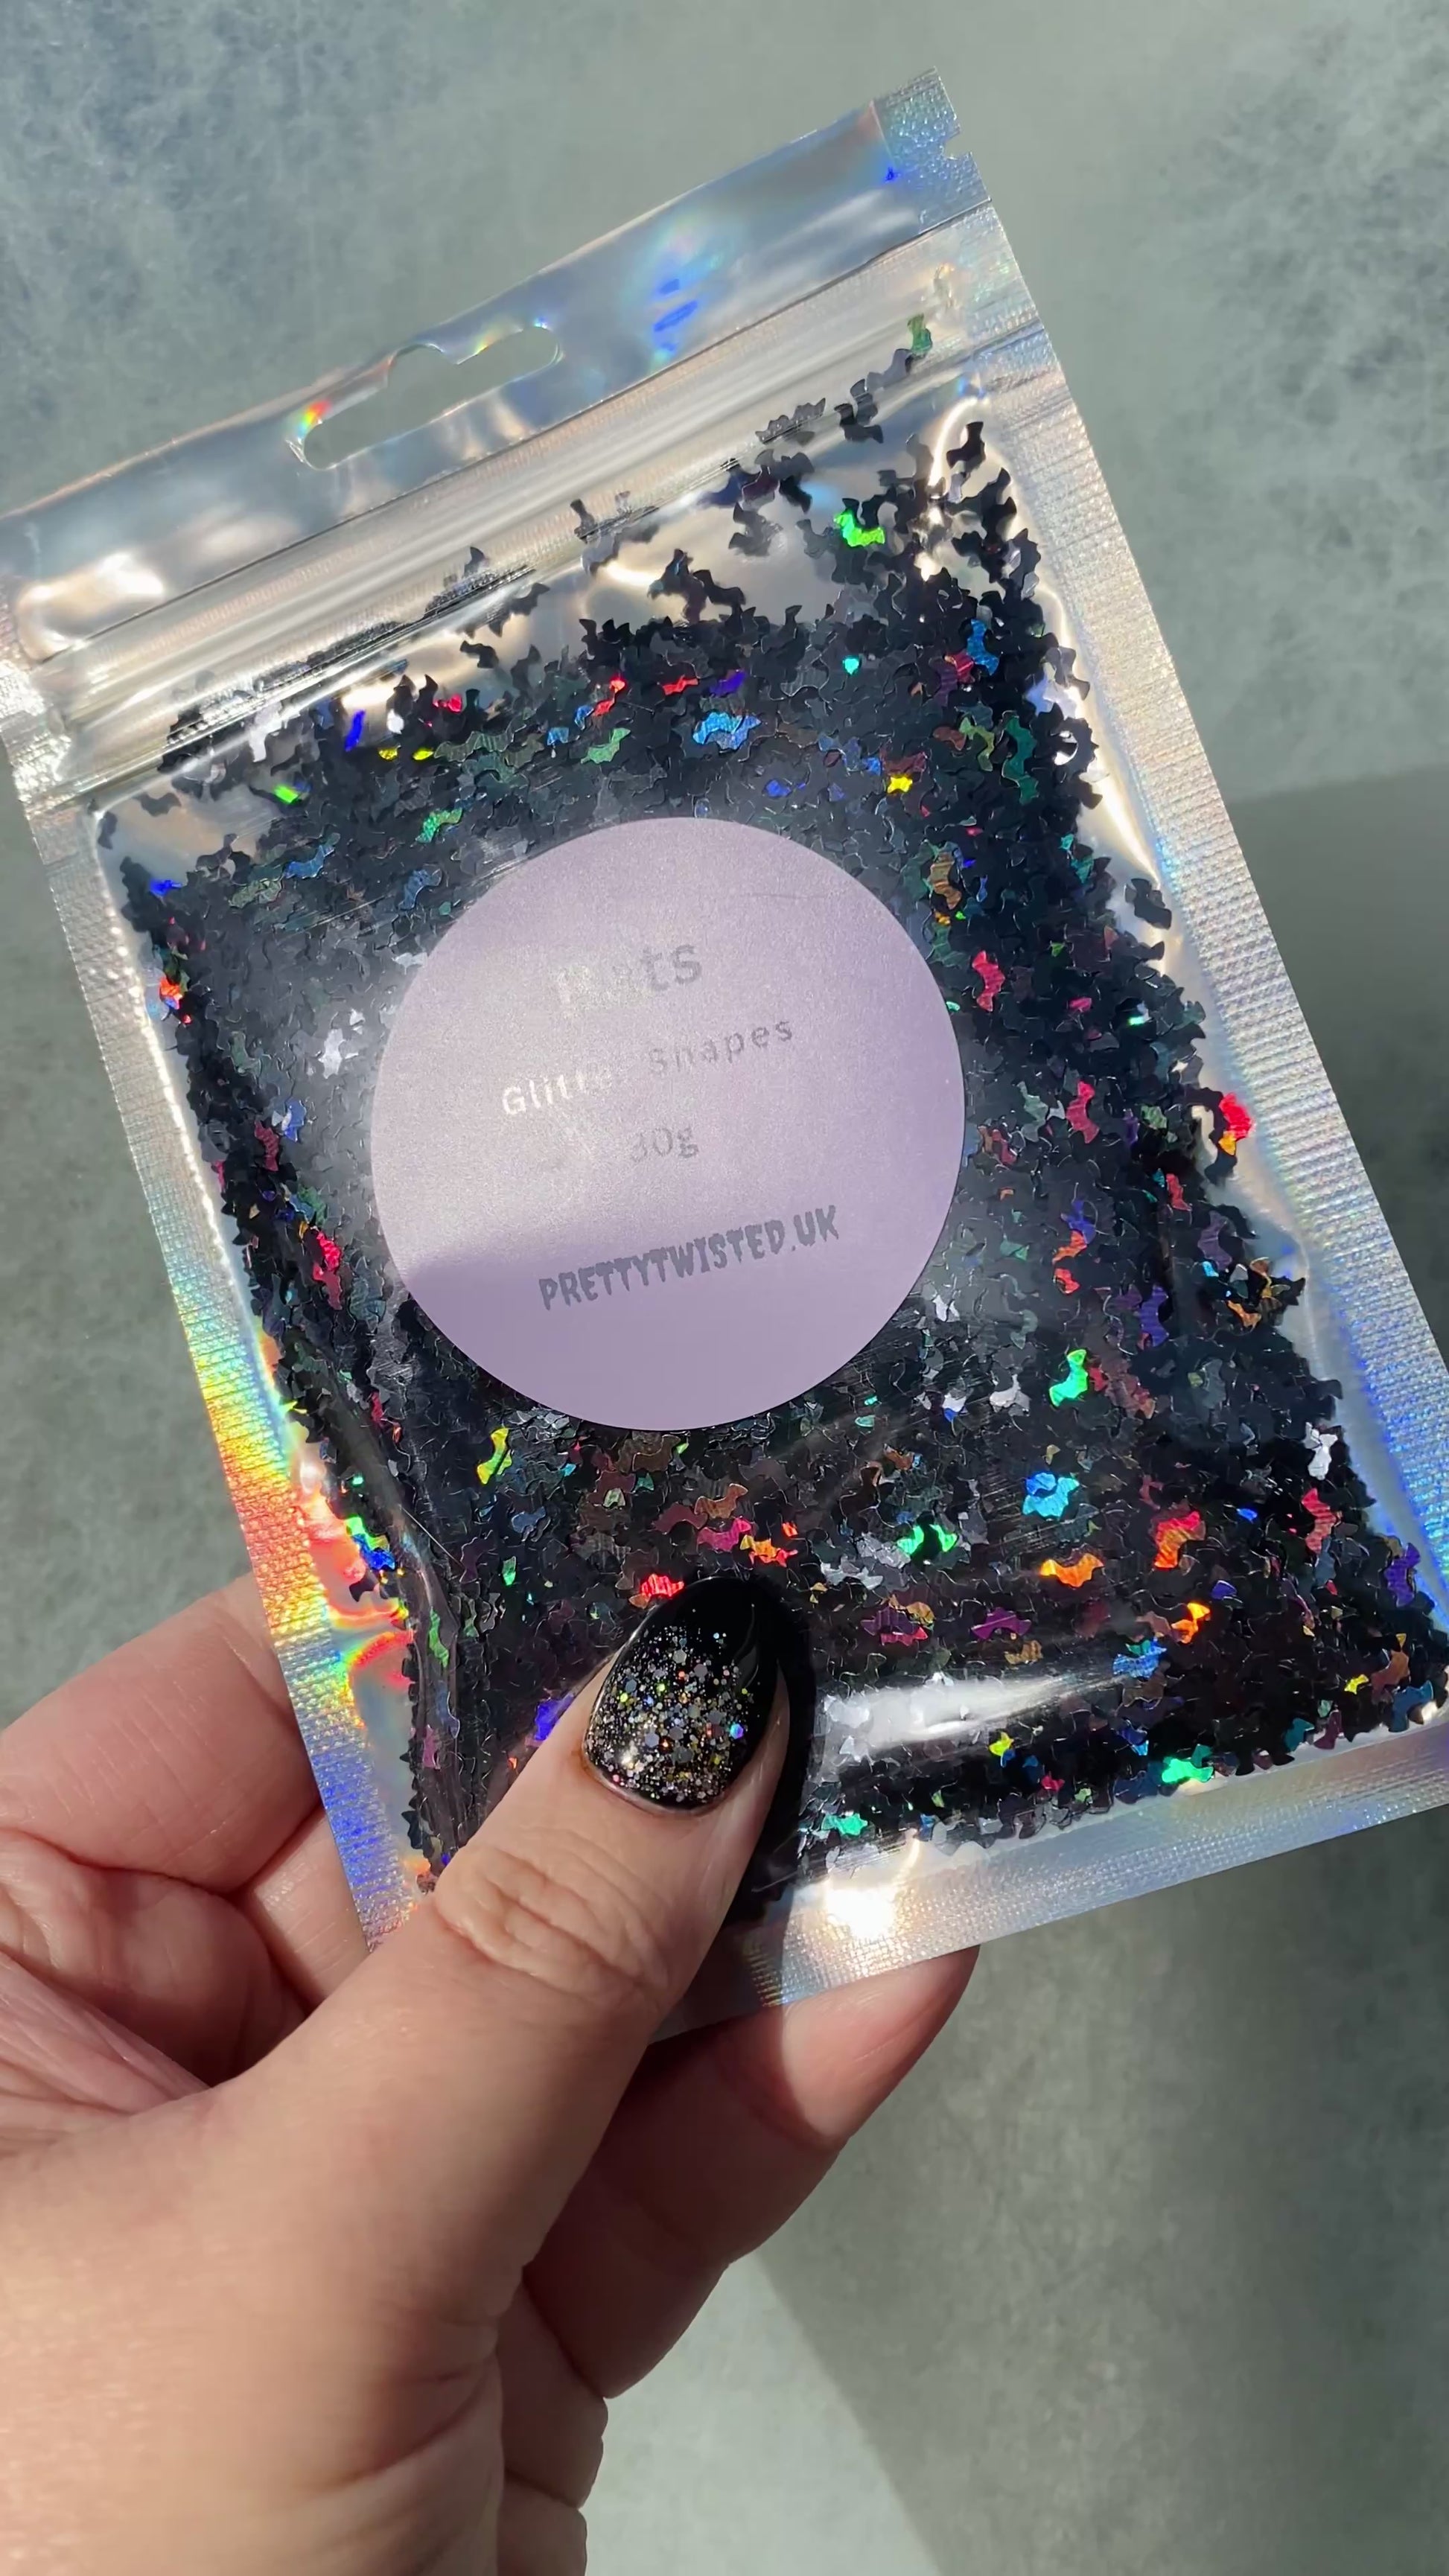 Bats
Glitter Shapes
30g
PRETTYTWISTED.UK